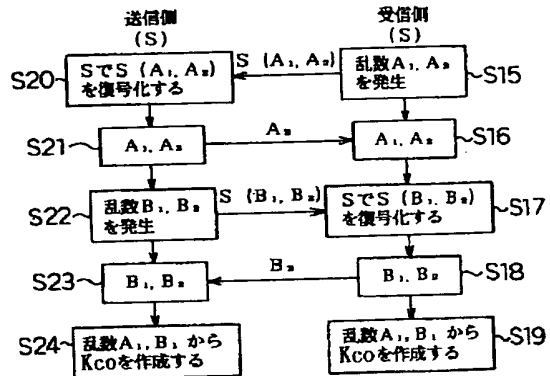 送信側
(S)
受信側
(S)
S20
SでS (A₁, A₂)
を復号化する
S (A₁, A₂)
乱数A₁, A₂
を発生
S15
S21
A₁, A₂
A₂
A₁, A₂
S16
S22
乱数B₁, B₂
を発生
S (B₁, B₂)
SでS (B₁, B₂)
を復号化する
S17
S23
B₁, B₂
B₂
B₁, B₂
S18
S24
乱数A₁, B₁ から
Kcoを作成する
乱数A₁, B₁ から
Kcoを作成する
S19